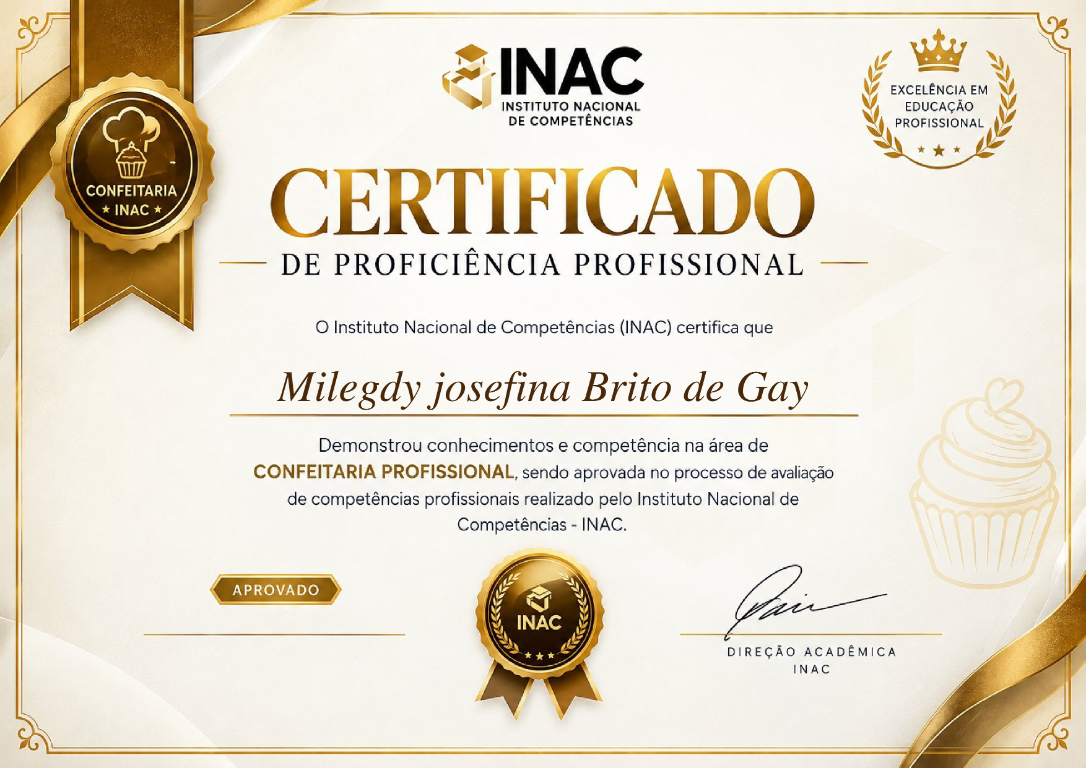 CONFEITARIA
INAC
INAC
INSTITUTO NACIONAL
DE COMPETÊNCIAS
EXCELÊNCIA EM
EDUCAÇÃO
PROFISSIONAL
CERTIFICADO
DE PROFICIÊNCIA PROFISSIONAL
O Instituto Nacional de Competências (INAC) certifica que
Milegdy josefina Brito de Gay
Demonstrou conhecimentos e competência na área de
CONFEITARIA PROFISSIONAL, sendo aprovada no processo de avaliação
de competências profissionais realizado pelo Instituto Nacional de
Competências - INAC.
APROVADO
INAC
DIREÇÃO ACADÊMICA
INAC